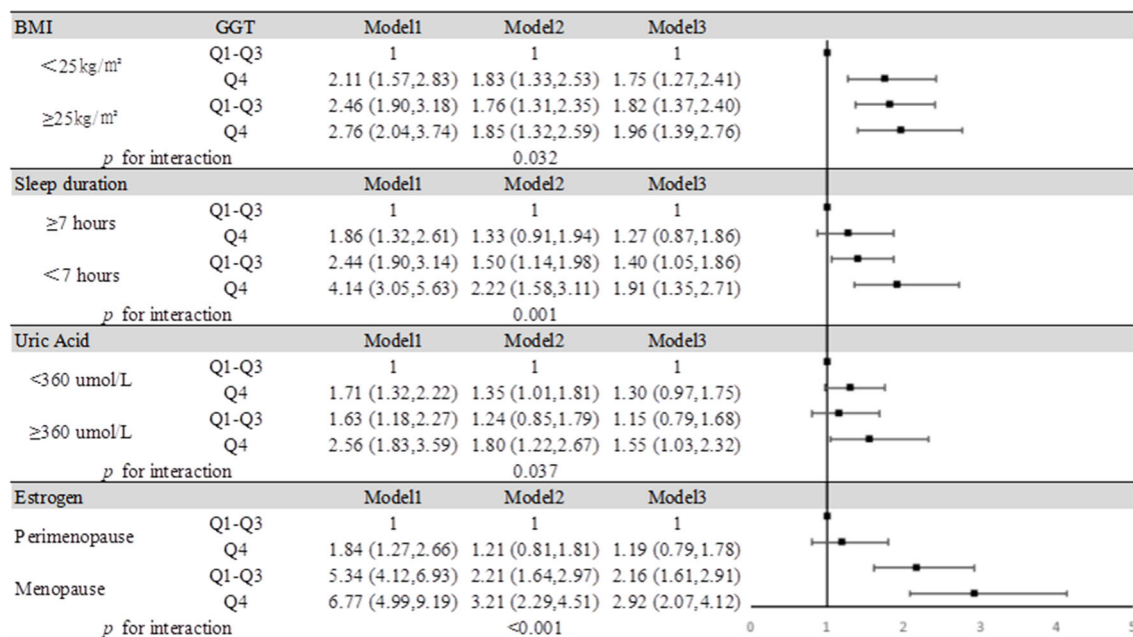 BMI GGT Model1 Model2 Model3
<25kg/m² Q1-Q3 1 1 1
Q4 2.11 (1.57,2.83) 1.83 (1.33,2.53) 1.75 (1.27,2.41)
≥25kg/m² Q1-Q3 2.46 (1.90,3.18) 1.76 (1.31,2.35) 1.82 (1.37,2.40)
Q4 2.76 (2.04,3.74) 1.85 (1.32,2.59) 1.96 (1.39,2.76)
p for interaction 0.032
Sleep duration Model1 Model2 Model3
≥7 hours Q1-Q3 1 1 1
Q4 1.86 (1.32,2.61) 1.33 (0.91,1.94) 1.27 (0.87,1.86)
<7 hours Q1-Q3 2.44 (1.90,3.14) 1.50 (1.14,1.98) 1.40 (1.05,1.86)
Q4 4.14 (3.05,5.63) 2.22 (1.58,3.11) 1.91 (1.35,2.71)
p for interaction 0.001
Uric Acid Model1 Model2 Model3
<360 umol/L Q1-Q3 1 1 1
Q4 1.71 (1.32,2.22) 1.35 (1.01,1.81) 1.30 (0.97,1.75)
≥360 umol/L Q1-Q3 1.63 (1.18,2.27) 1.24 (0.85,1.79) 1.15 (0.79,1.68)
Q4 2.56 (1.83,3.59) 1.80 (1.22,2.67) 1.55 (1.03,2.32)
p for interaction 0.037
Estrogen Model1 Model2 Model3
Perimenopause Q1-Q3 1 1 1
Q4 1.84 (1.27,2.66) 1.21 (0.81,1.81) 1.19 (0.79,1.78)
Menopause Q1-Q3 5.34 (4.12,6.93) 2.21 (1.64,2.97) 2.16 (1.61,2.91)
Q4 6.77 (4.99,9.19) 3.21 (2.29,4.51) 2.92 (2.07,4.12)
p for interaction <0.001
0 1 2 3 4 5